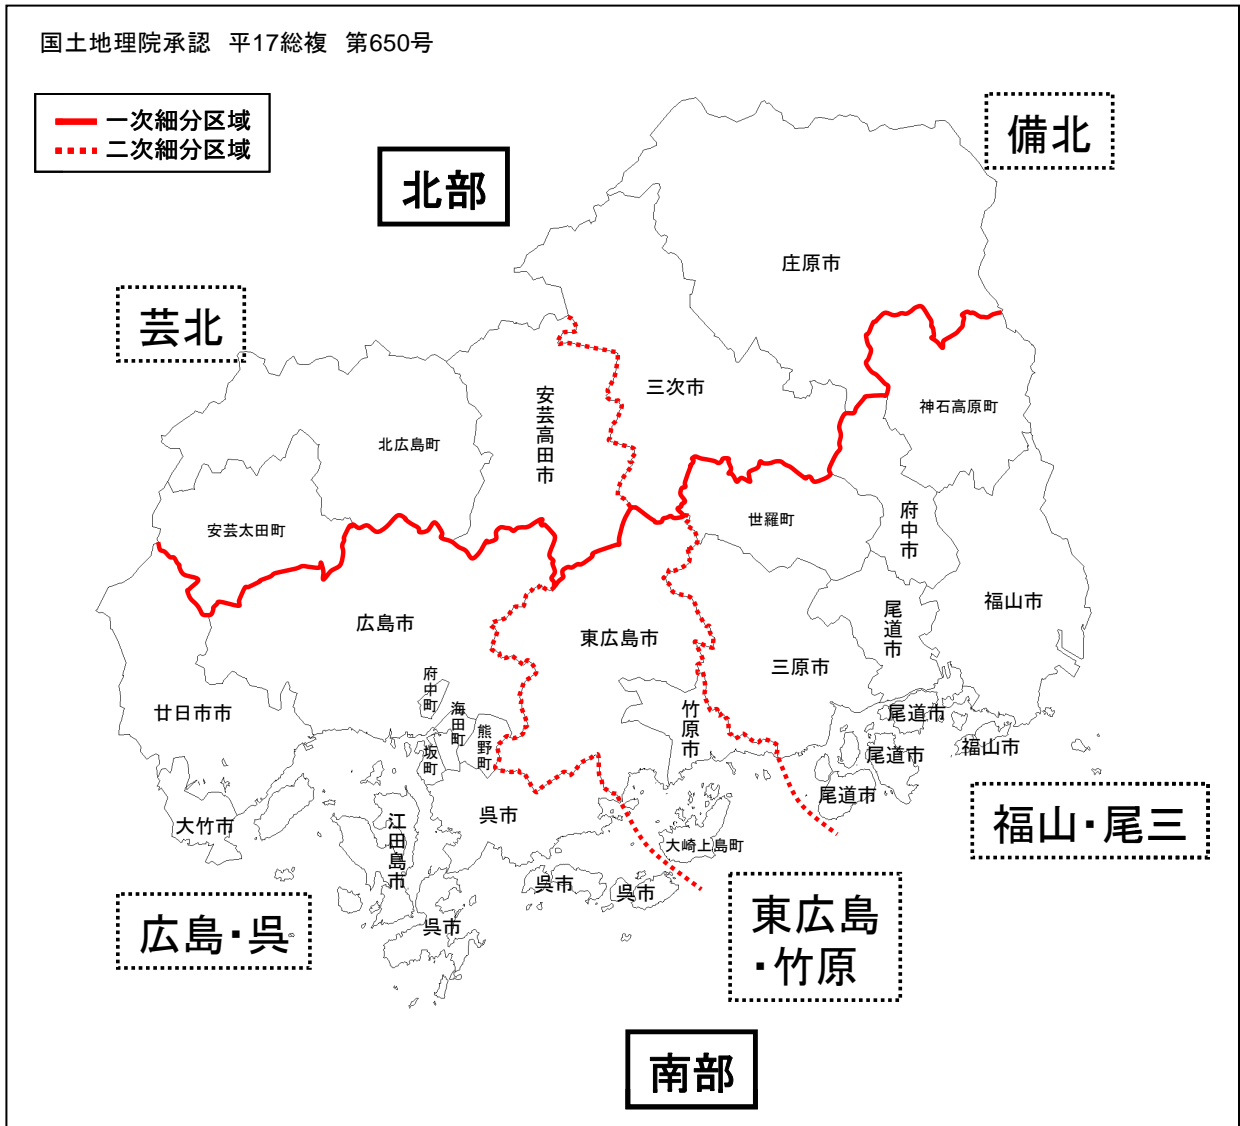 国土地理院承認　平17総複　第650号
一次細分区域
二次細分区域
備北
北部
庄原市
芸北
三次市
安芸高田市
神石高原町
北広島町
安芸太田町
世羅町
府中市
福山市
広島市
東広島市
尾道市
三原市
府中町
海田町
熊野町
坂町
竹原市
廿日市市
尾道市
尾道市
福山市
尾道市
大竹市
江田島市
呉市
大崎上島町
福山・尾三
呉市
呉市
呉市
広島・呉
東広島
・竹原
南部